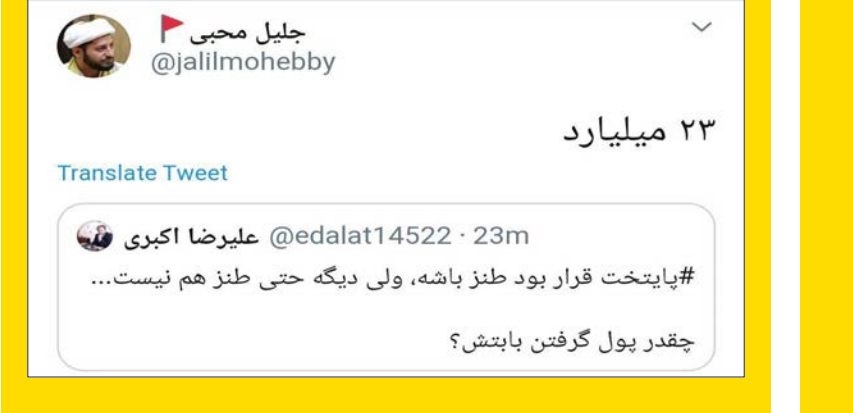 جلیل محبی
@jalilmohebby
۲۳ میلیارد
Translate Tweet
علیرضا اکبری @edalat14522 · 23m
#پایتخت قرار بود طنز باشه، ولی دیگه حتی طنز هم نیست...
چقدر پول گرفتن بابتش؟